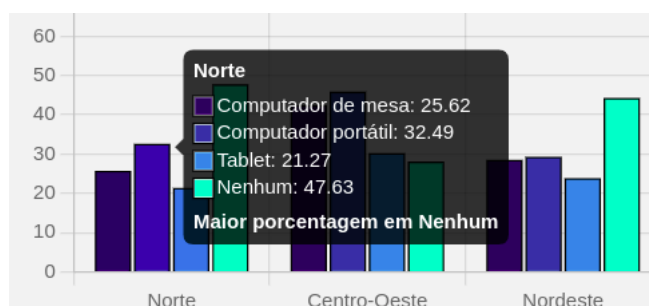 60
50
40
30
20
10
0
Norte
Computador de mesa: 25.62
Computador portátil: 32.49
Tablet: 21.27
Nenhum: 47.63
Maior porcentagem em Nenhum
Norte
Centro-Oeste
Nordeste